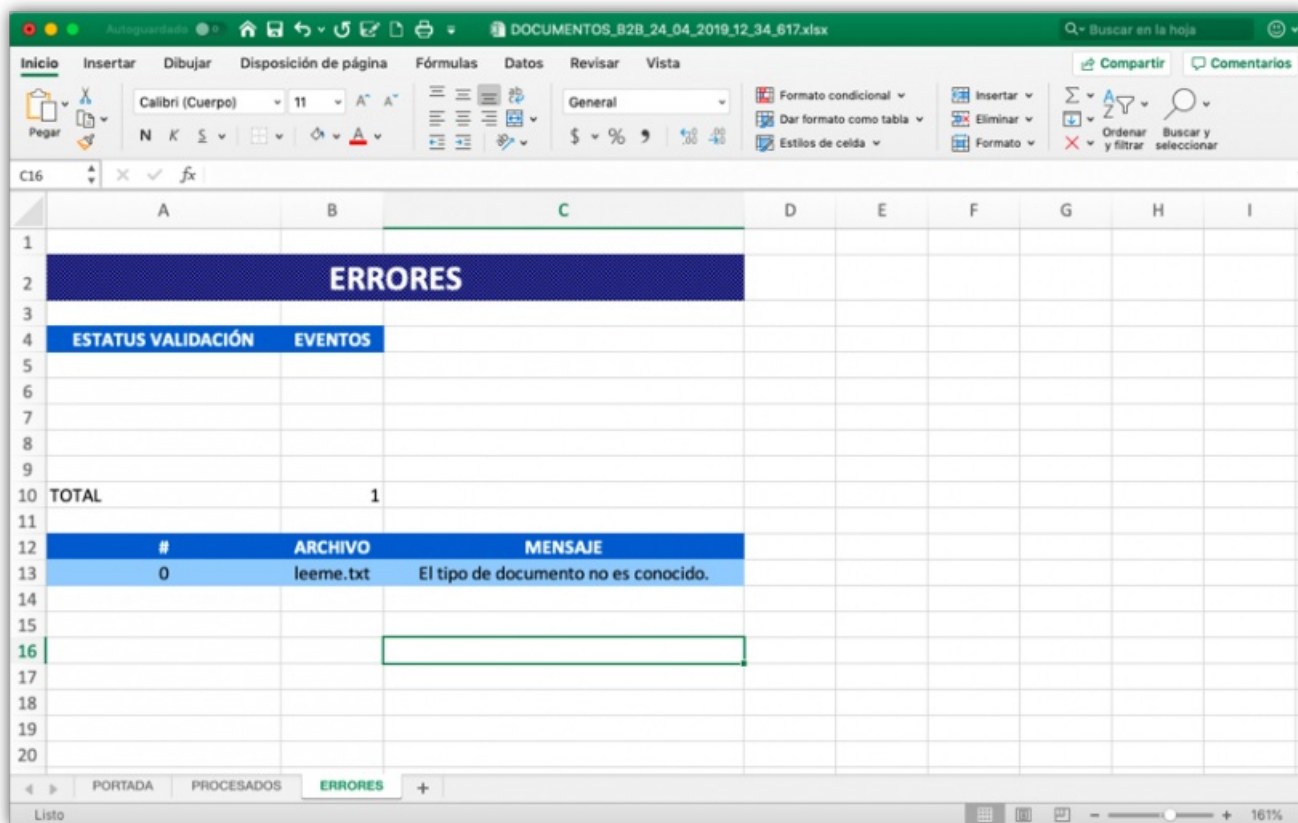 Autoguardado
DOCUMENTOS_B2B_24_04_2019_12_34_617.xlsx
Buscar en la hoja
Inicio Insertar Dibujar Disposición de página Fórmulas Datos Revisar Vista
Compartir Comentarios
Pegar
Calibri (Cuerpo) 11 A^ A˅
N K S A
ab
General
$ % 9 ,00 ,00
Formato condicional
Dar formato como tabla
Estilos de celda
Insertar
Eliminar
Formato
Σ
A Z
Ordenar y filtrar
Buscar y seleccionar
C16 fx
A B C D E F G H I
1
2 ERRORES
3
4 ESTATUS VALIDACIÓN EVENTOS
5
6
7
8
9
10 TOTAL 1
11
12 # ARCHIVO MENSAJE
13 0 leeme.txt El tipo de documento no es conocido.
14
15
16
17
18
19
20
PORTADA PROCESADOS ERRORES +
Listo
− + 161%